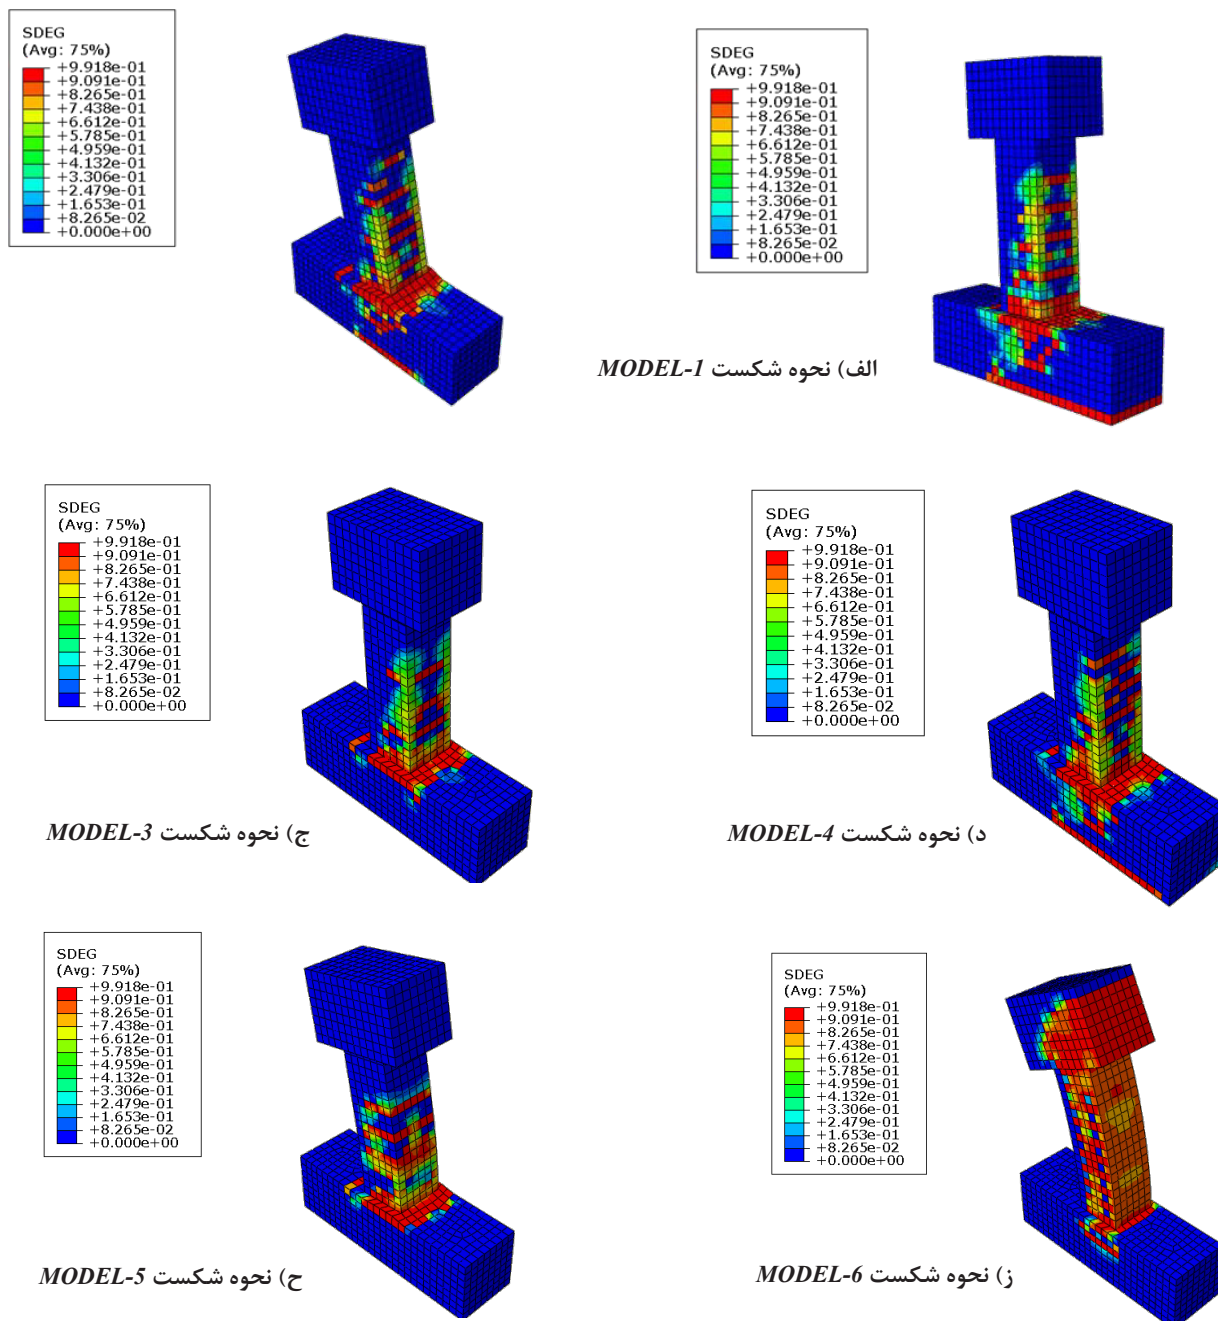 SDEG
(Avg: 75%)
+9.918e-01
+9.091e-01
+8.265e-01
+7.438e-01
+6.612e-01
+5.785e-01
+4.959e-01
+4.132e-01
+3.306e-01
+2.479e-01
+1.653e-01
+8.265e-02
+0.000e+00
SDEG
(Avg: 75%)
+9.918e-01
+9.091e-01
+8.265e-01
+7.438e-01
+6.612e-01
+5.785e-01
+4.959e-01
+4.132e-01
+3.306e-01
+2.479e-01
+1.653e-01
+8.265e-02
+0.000e+00
الف) نحوه شکست MODEL-1
SDEG
(Avg: 75%)
+9.918e-01
+9.091e-01
+8.265e-01
+7.438e-01
+6.612e-01
+5.785e-01
+4.959e-01
+4.132e-01
+3.306e-01
+2.479e-01
+1.653e-01
+8.265e-02
+0.000e+00
ج) نحوه شکست MODEL-3
SDEG
(Avg: 75%)
+9.918e-01
+9.091e-01
+8.265e-01
+7.438e-01
+6.612e-01
+5.785e-01
+4.959e-01
+4.132e-01
+3.306e-01
+2.479e-01
+1.653e-01
+8.265e-02
+0.000e+00
د) نحوه شکست MODEL-4
SDEG
(Avg: 75%)
+9.918e-01
+9.091e-01
+8.265e-01
+7.438e-01
+6.612e-01
+5.785e-01
+4.959e-01
+4.132e-01
+3.306e-01
+2.479e-01
+1.653e-01
+8.265e-02
+0.000e+00
ح) نحوه شکست MODEL-5
SDEG
(Avg: 75%)
+9.918e-01
+9.091e-01
+8.265e-01
+7.438e-01
+6.612e-01
+5.785e-01
+4.959e-01
+4.132e-01
+3.306e-01
+2.479e-01
+1.653e-01
+8.265e-02
+0.000e+00
ز) نحوه شکست MODEL-6